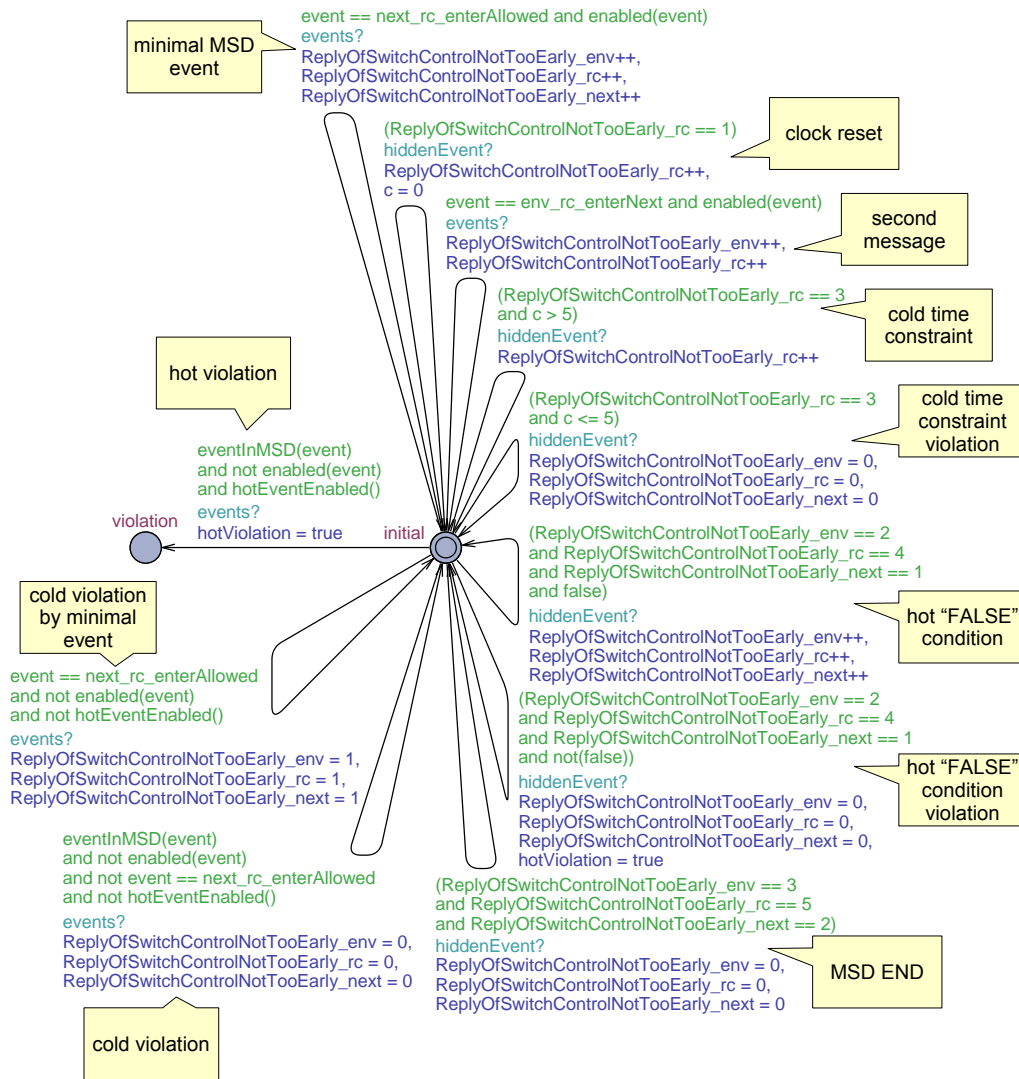 event == next_rc_enterAllowed and enabled(event)
events?
ReplyOfSwitchControlNotTooEarly_env++,
ReplyOfSwitchControlNotTooEarly_rc++,
ReplyOfSwitchControlNotTooEarly_next++
minimal MSD
event
(ReplyOfSwitchControlNotTooEarly_rc == 1)
hiddenEvent?
ReplyOfSwitchControlNotTooEarly_rc++,
c = 0
clock reset
event == env_rc_enterNext and enabled(event)
events?
ReplyOfSwitchControlNotTooEarly_env++,
ReplyOfSwitchControlNotTooEarly_rc++
second
message
(ReplyOfSwitchControlNotTooEarly_rc == 3
and c > 5)
hiddenEvent?
ReplyOfSwitchControlNotTooEarly_rc++
cold time
constraint
hot violation
(ReplyOfSwitchControlNotTooEarly_rc == 3
and c <= 5)
hiddenEvent?
ReplyOfSwitchControlNotTooEarly_env = 0,
ReplyOfSwitchControlNotTooEarly_rc = 0,
ReplyOfSwitchControlNotTooEarly_next = 0
cold time
constraint
violation
eventInMSD(event)
and not enabled(event)
and hotEventEnabled()
events?
hotViolation = true
violation
initial
(ReplyOfSwitchControlNotTooEarly_env == 2
and ReplyOfSwitchControlNotTooEarly_rc == 4
and ReplyOfSwitchControlNotTooEarly_next == 1
and false)
hiddenEvent?
ReplyOfSwitchControlNotTooEarly_env++,
ReplyOfSwitchControlNotTooEarly_rc++,
ReplyOfSwitchControlNotTooEarly_next++
hot “FALSE”
condition
cold violation
by minimal
event
event == next_rc_enterAllowed
and not enabled(event)
and not hotEventEnabled()
events?
ReplyOfSwitchControlNotTooEarly_env = 1,
ReplyOfSwitchControlNotTooEarly_rc = 1,
ReplyOfSwitchControlNotTooEarly_next = 1
(ReplyOfSwitchControlNotTooEarly_env == 2
and ReplyOfSwitchControlNotTooEarly_rc == 4
and ReplyOfSwitchControlNotTooEarly_next == 1
and not(false))
hiddenEvent?
ReplyOfSwitchControlNotTooEarly_env = 0,
ReplyOfSwitchControlNotTooEarly_rc = 0,
ReplyOfSwitchControlNotTooEarly_next = 0,
hotViolation = true
hot “FALSE”
condition
violation
eventInMSD(event)
and not enabled(event)
and not event == next_rc_enterAllowed
and not hotEventEnabled()
events?
ReplyOfSwitchControlNotTooEarly_env = 0,
ReplyOfSwitchControlNotTooEarly_rc = 0,
ReplyOfSwitchControlNotTooEarly_next = 0
cold violation
(ReplyOfSwitchControlNotTooEarly_env == 3
and ReplyOfSwitchControlNotTooEarly_rc == 5
and ReplyOfSwitchControlNotTooEarly_next == 2)
hiddenEvent?
ReplyOfSwitchControlNotTooEarly_env = 0,
ReplyOfSwitchControlNotTooEarly_rc = 0,
ReplyOfSwitchControlNotTooEarly_next = 0
MSD END